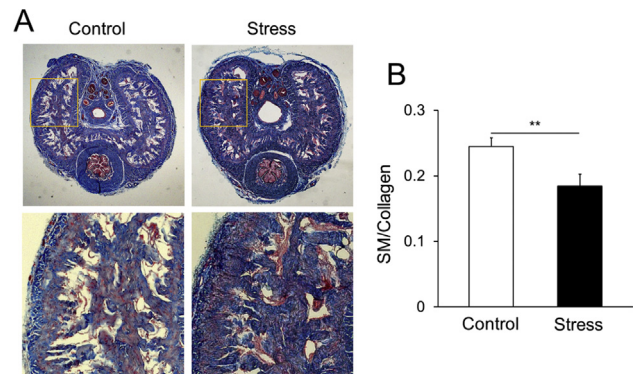 A
Control
Stress
B
SM/Collagen
0.3
0.2
0.1
0
**
Control
Stress